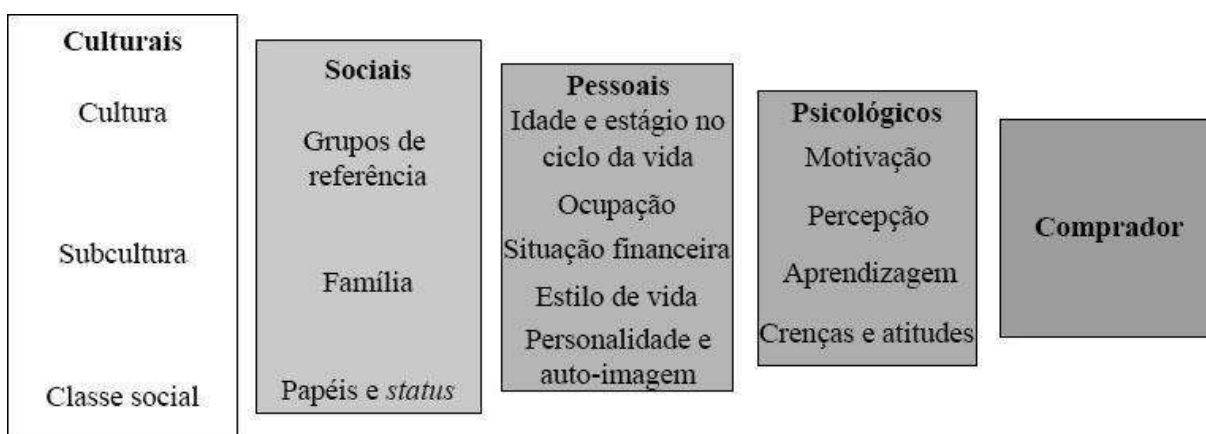 Culturais
Cultura
Subcultura
Classe social
Sociais
Grupos de
referência
Família
Papéis e status
Pessoais
Idade e estágio no
ciclo da vida
Ocupação
Situação financeira
Estilo de vida
Personalidade e
auto-imagem
Psicológicos
Motivação
Percepção
Aprendizagem
Crenças e atitudes
Comprador